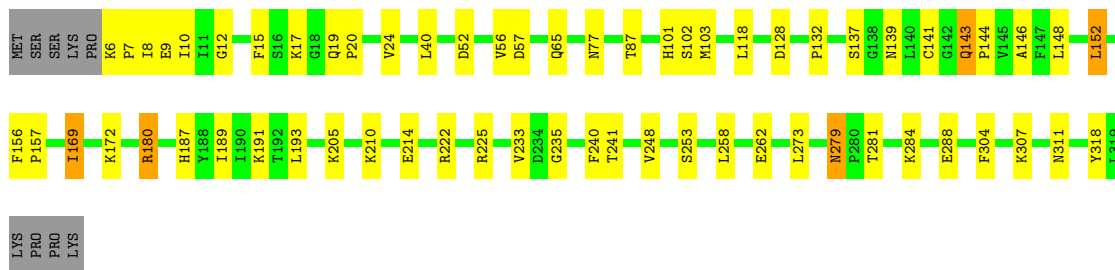 MET SER SER LYS PRO K6 P7 I8 E9 I10 I11 G12 F15 S16 K17 G18 Q19 P20 V24 L40 D52 V56 D57 Q65 N77 T87 H101 S102 M103 L118 D128 P132 S137 G138 N139 L140 C141 G142 Q143 P144 V145 A146 F147 L148 L152
F156 P157 I169 K172 R180 H187 Y188 I189 I190 K191 T192 L193 K205 K210 E214 R222 R225 V233 D234 G235 F240 T241 V248 S253 L258 E262 L273 N279 P280 T281 K284 E288 F304 K307 N311 Y318 L319
LYS PRO PRO LYS